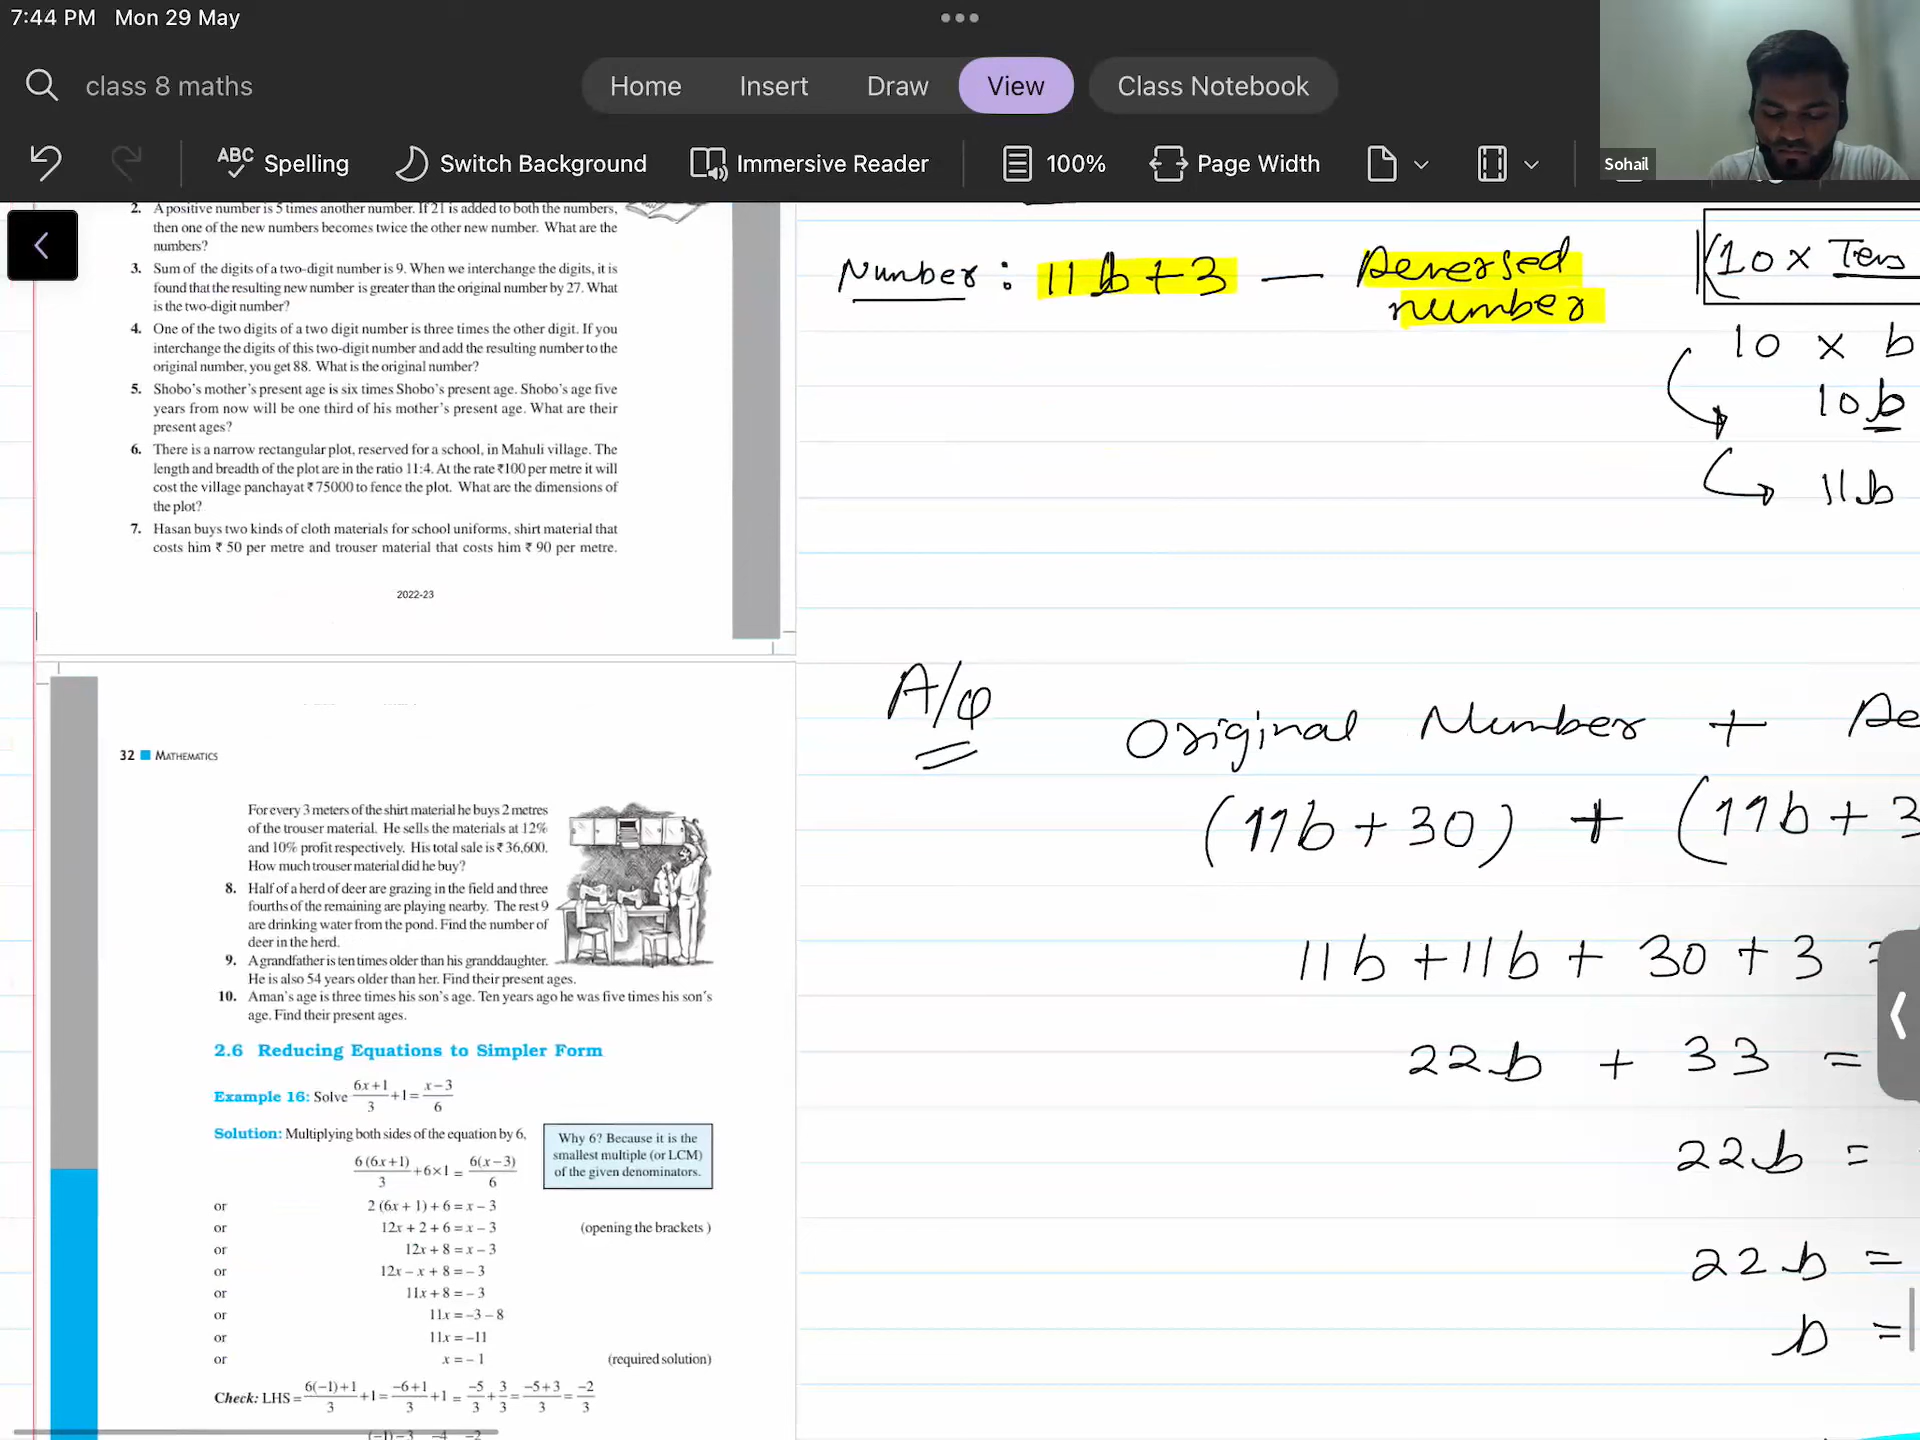 7:44 PM Mon 29 May
class 8 maths
Home Insert Draw View Class Notebook
ABC Spelling Switch Background Immersive Reader 100% Page Width
Sohail
2. A positive number is 5 times another number. If 21 is added to both the numbers,
then one of the new numbers becomes twice the other new number. What are the
numbers?
3. Sum of the digits of a two-digit number is 9. When we interchange the digits, it is
found that the resulting new number is greater than the original number by 27. What
is the two-digit number?
4. One of the two digits of a two digit number is three times the other digit. If you
interchange the digits of this two-digit number and add the resulting number to the
original number, you get 88. What is the original number?
5. Shobo's mother's present age is six times Shobo's present age. Shobo's age five
years from now will be one third of his mother's present age. What are their
present ages?
6. There is a narrow rectangular plot, reserved for a school, in Mahuli village. The
length and breadth of the plot are in the ratio 11:4. At the rate ₹100 per metre it will
cost the village panchayat ₹ 75000 to fence the plot. What are the dimensions of
the plot?
7. Hasan buys two kinds of cloth materials for school uniforms, shirt material that
costs him ₹ 50 per metre and trouser material that costs him ₹ 90 per metre.
2022-23
32 MATHEMATICS
For every 3 meters of the shirt material he buys 2 metres
of the trouser material. He sells the materials at 12%
and 10% profit respectively. His total sale is ₹ 36,600.
How much trouser material did he buy?
8. Half of a herd of deer are grazing in the field and three
fourths of the remaining are playing nearby. The rest 9
are drinking water from the pond. Find the number of
deer in the herd.
9. A grandfather is ten times older than his granddaughter.
He is also 54 years older than her. Find their present ages.
10. Aman's age is three times his son's age. Ten years ago he was five times his son's
age. Find their present ages.
2.6 Reducing Equations to Simpler Form
Example 16: Solve (6x+1)/3 + 1 = (x−3)/6
Solution: Multiplying both sides of the equation by 6,
6(6x+1)/3 + 6×1 = 6(x−3)/6
Why 6? Because it is the
smallest multiple (or LCM)
of the given denominators.
or 2 (6x + 1) + 6 = x − 3
or 12x + 2 + 6 = x − 3 (opening the brackets )
or 12x + 8 = x − 3
or 12x − x + 8 = − 3
or 11x + 8 = − 3
or 11x = −3 − 8
or 11x = −11
or x = − 1 (required solution)
Check: LHS = (6(−1)+1)/3 + 1 = (−6+1)/3 + 1 = −5/3 + 3/3 = (−5+3)/3 = −2/3
Number : 11b + 3 — Reversed
number
(10 × Tens
10 × b
10b
11b
A/Q
Original Number + Re
(11b + 30) + (11b + 3
11b + 11b + 30 + 3 =
22b + 33 =
22b =
22b =
b =